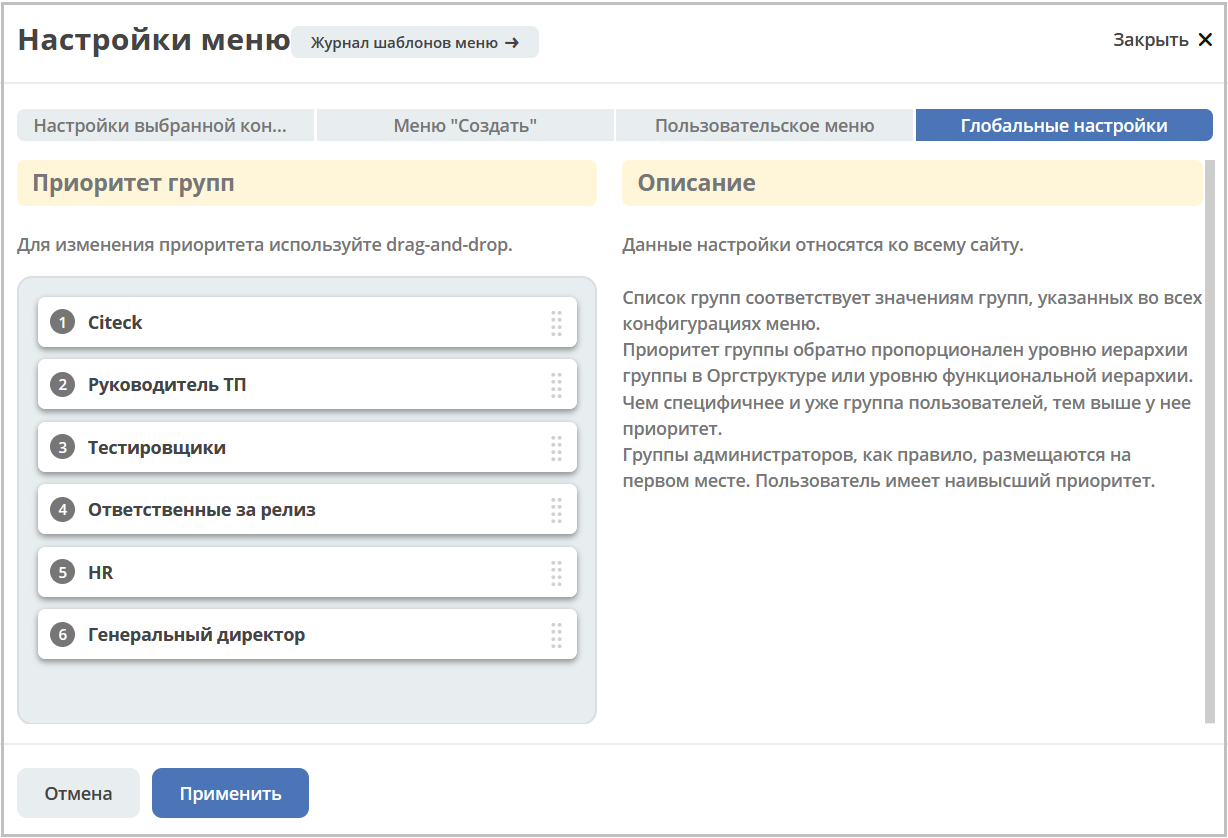 Настройки меню
Журнал шаблонов меню →
Закрыть ✕
Настройки выбранной кон...
Меню "Создать"
Пользовательское меню
Глобальные настройки
Приоритет групп
Для изменения приоритета используйте drag-and-drop.
1 Citeck
2 Руководитель ТП
3 Тестировщики
4 Ответственные за релиз
5 HR
6 Генеральный директор
Описание
Данные настройки относятся ко всему сайту.
Список групп соответствует значениям групп, указанных во всех
конфигурациях меню.
Приоритет группы обратно пропорционален уровню иерархии
группы в Оргструктуре или уровню функциональной иерархии.
Чем специфичнее и уже группа пользователей, тем выше у нее
приоритет.
Группы администраторов, как правило, размещаются на
первом месте. Пользователь имеет наивысший приоритет.
Отмена
Применить